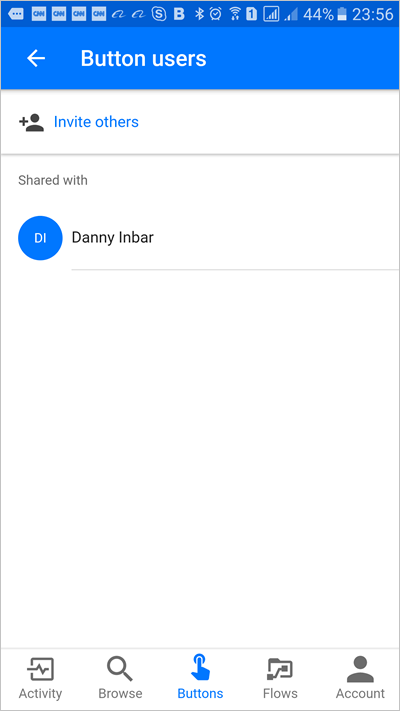 CNN CNN CNN CNN S B 1 44% 23:56
Button users
Invite others
Shared with
DI Danny Inbar
Activity Browse Buttons Flows Account